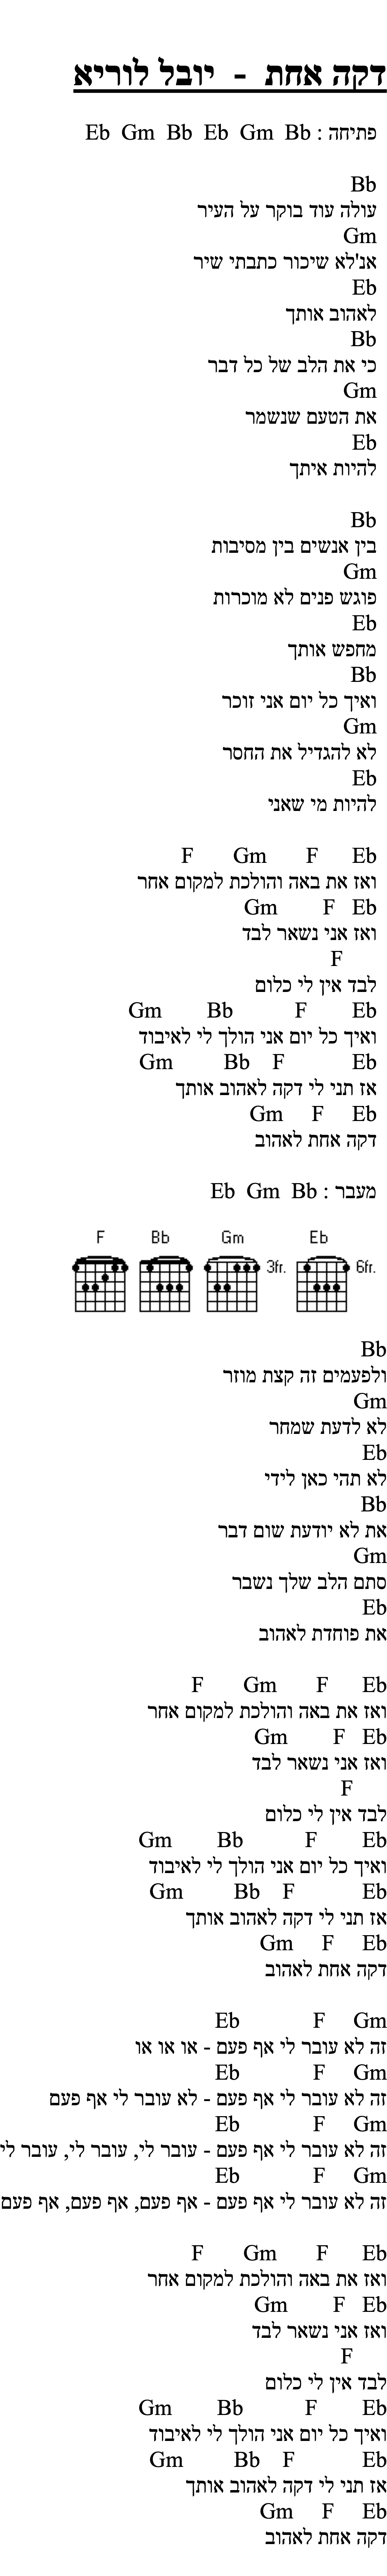 דקה אחת - יובל לוריא
פתיחה : Eb Gm Bb Eb Gm Bb
Bb
עולה עוד בוקר על העיר
Gm
אני'לא שיכור כתבתי שיר
Eb
לאהוב אותך
Bb
כי את הלב של כל דבר
Gm
את הטעם שנשמר
Eb
להיות איתך
Bb
בין אנשים בין מסיבות
Gm
פוגש פנים לא מוכרות
Eb
מחפש אותך
Bb
ואיך כל יום אני זוכר
Gm
לא להגדיל את החסר
Eb
להיות מי שאני
F Gm F Eb
ואז את באה והולכת למקום אחר
Gm F Eb
ואז אני נשאר לבד
F
לבד אין לי כלום
Gm Bb F Eb
ואיך כל יום אני הולך לי לאיבוד
Gm Bb F Eb
אז תני לי דקה לאהוב אותך
Gm F Eb
דקה אחת לאהוב
מעבר : Eb Gm Bb
F Bb Gm Eb
3fr. 6fr.
Bb
ולפעמים זה קצת מוזר
Gm
לא לדעת שמחר
Eb
לא תהי כאן לידי
Bb
את לא יודעת שום דבר
Gm
סתם הלב שלך נשבר
Eb
את פוחדת לאהוב
F Gm F Eb
ואז את באה והולכת למקום אחר
Gm F Eb
ואז אני נשאר לבד
F
לבד אין לי כלום
Gm Bb F Eb
ואיך כל יום אני הולך לי לאיבוד
Gm Bb F Eb
אז תני לי דקה לאהוב אותך
Gm F Eb
דקה אחת לאהוב
Eb F Gm
זה לא עובר לי אף פעם - או או או
Eb F Gm
זה לא עובר לי אף פעם - לא עובר לי אף פעם
Eb F Gm
זה לא עובר לי אף פעם - עובר לי, עובר לי, עובר לי
Eb F Gm
זה לא עובר לי אף פעם - אף פעם, אף פעם, אף פעם
F Gm F Eb
ואז את באה והולכת למקום אחר
Gm F Eb
ואז אני נשאר לבד
F
לבד אין לי כלום
Gm Bb F Eb
ואיך כל יום אני הולך לי לאיבוד
Gm Bb F Eb
אז תני לי דקה לאהוב אותך
Gm F Eb
דקה אחת לאהוב